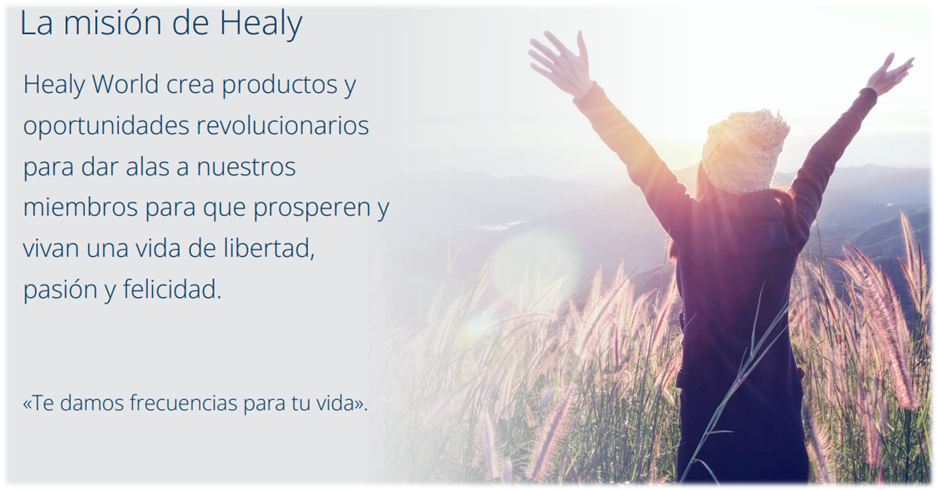 La misión de Healy
Healy World crea productos y
oportunidades revolucionarios
para dar alas a nuestros
miembros para que prosperen y
vivan una vida de libertad,
pasión y felicidad.
«Te damos frecuencias para tu vida».